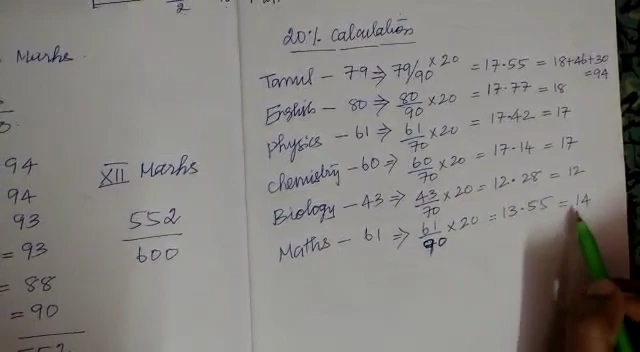 Marks
94
94
93
= 93
= 88
= 90
552
XII Marks
552
600
20% Calculation
Tamil - 79 ⇒ 79/90 × 20 = 17.55 = 18+46+30
= 94
English - 80 ⇒ 80/90 × 20 = 17.77 = 18
Physics - 61 ⇒ 61/70 × 20 = 17.42 = 17
Chemistry - 60 ⇒ 60/70 × 20 = 17.14 = 17
Biology - 43 ⇒ 43/70 × 20 = 12.28 = 12
Maths - 61 ⇒ 61/90 × 20 = 13.55 = 14